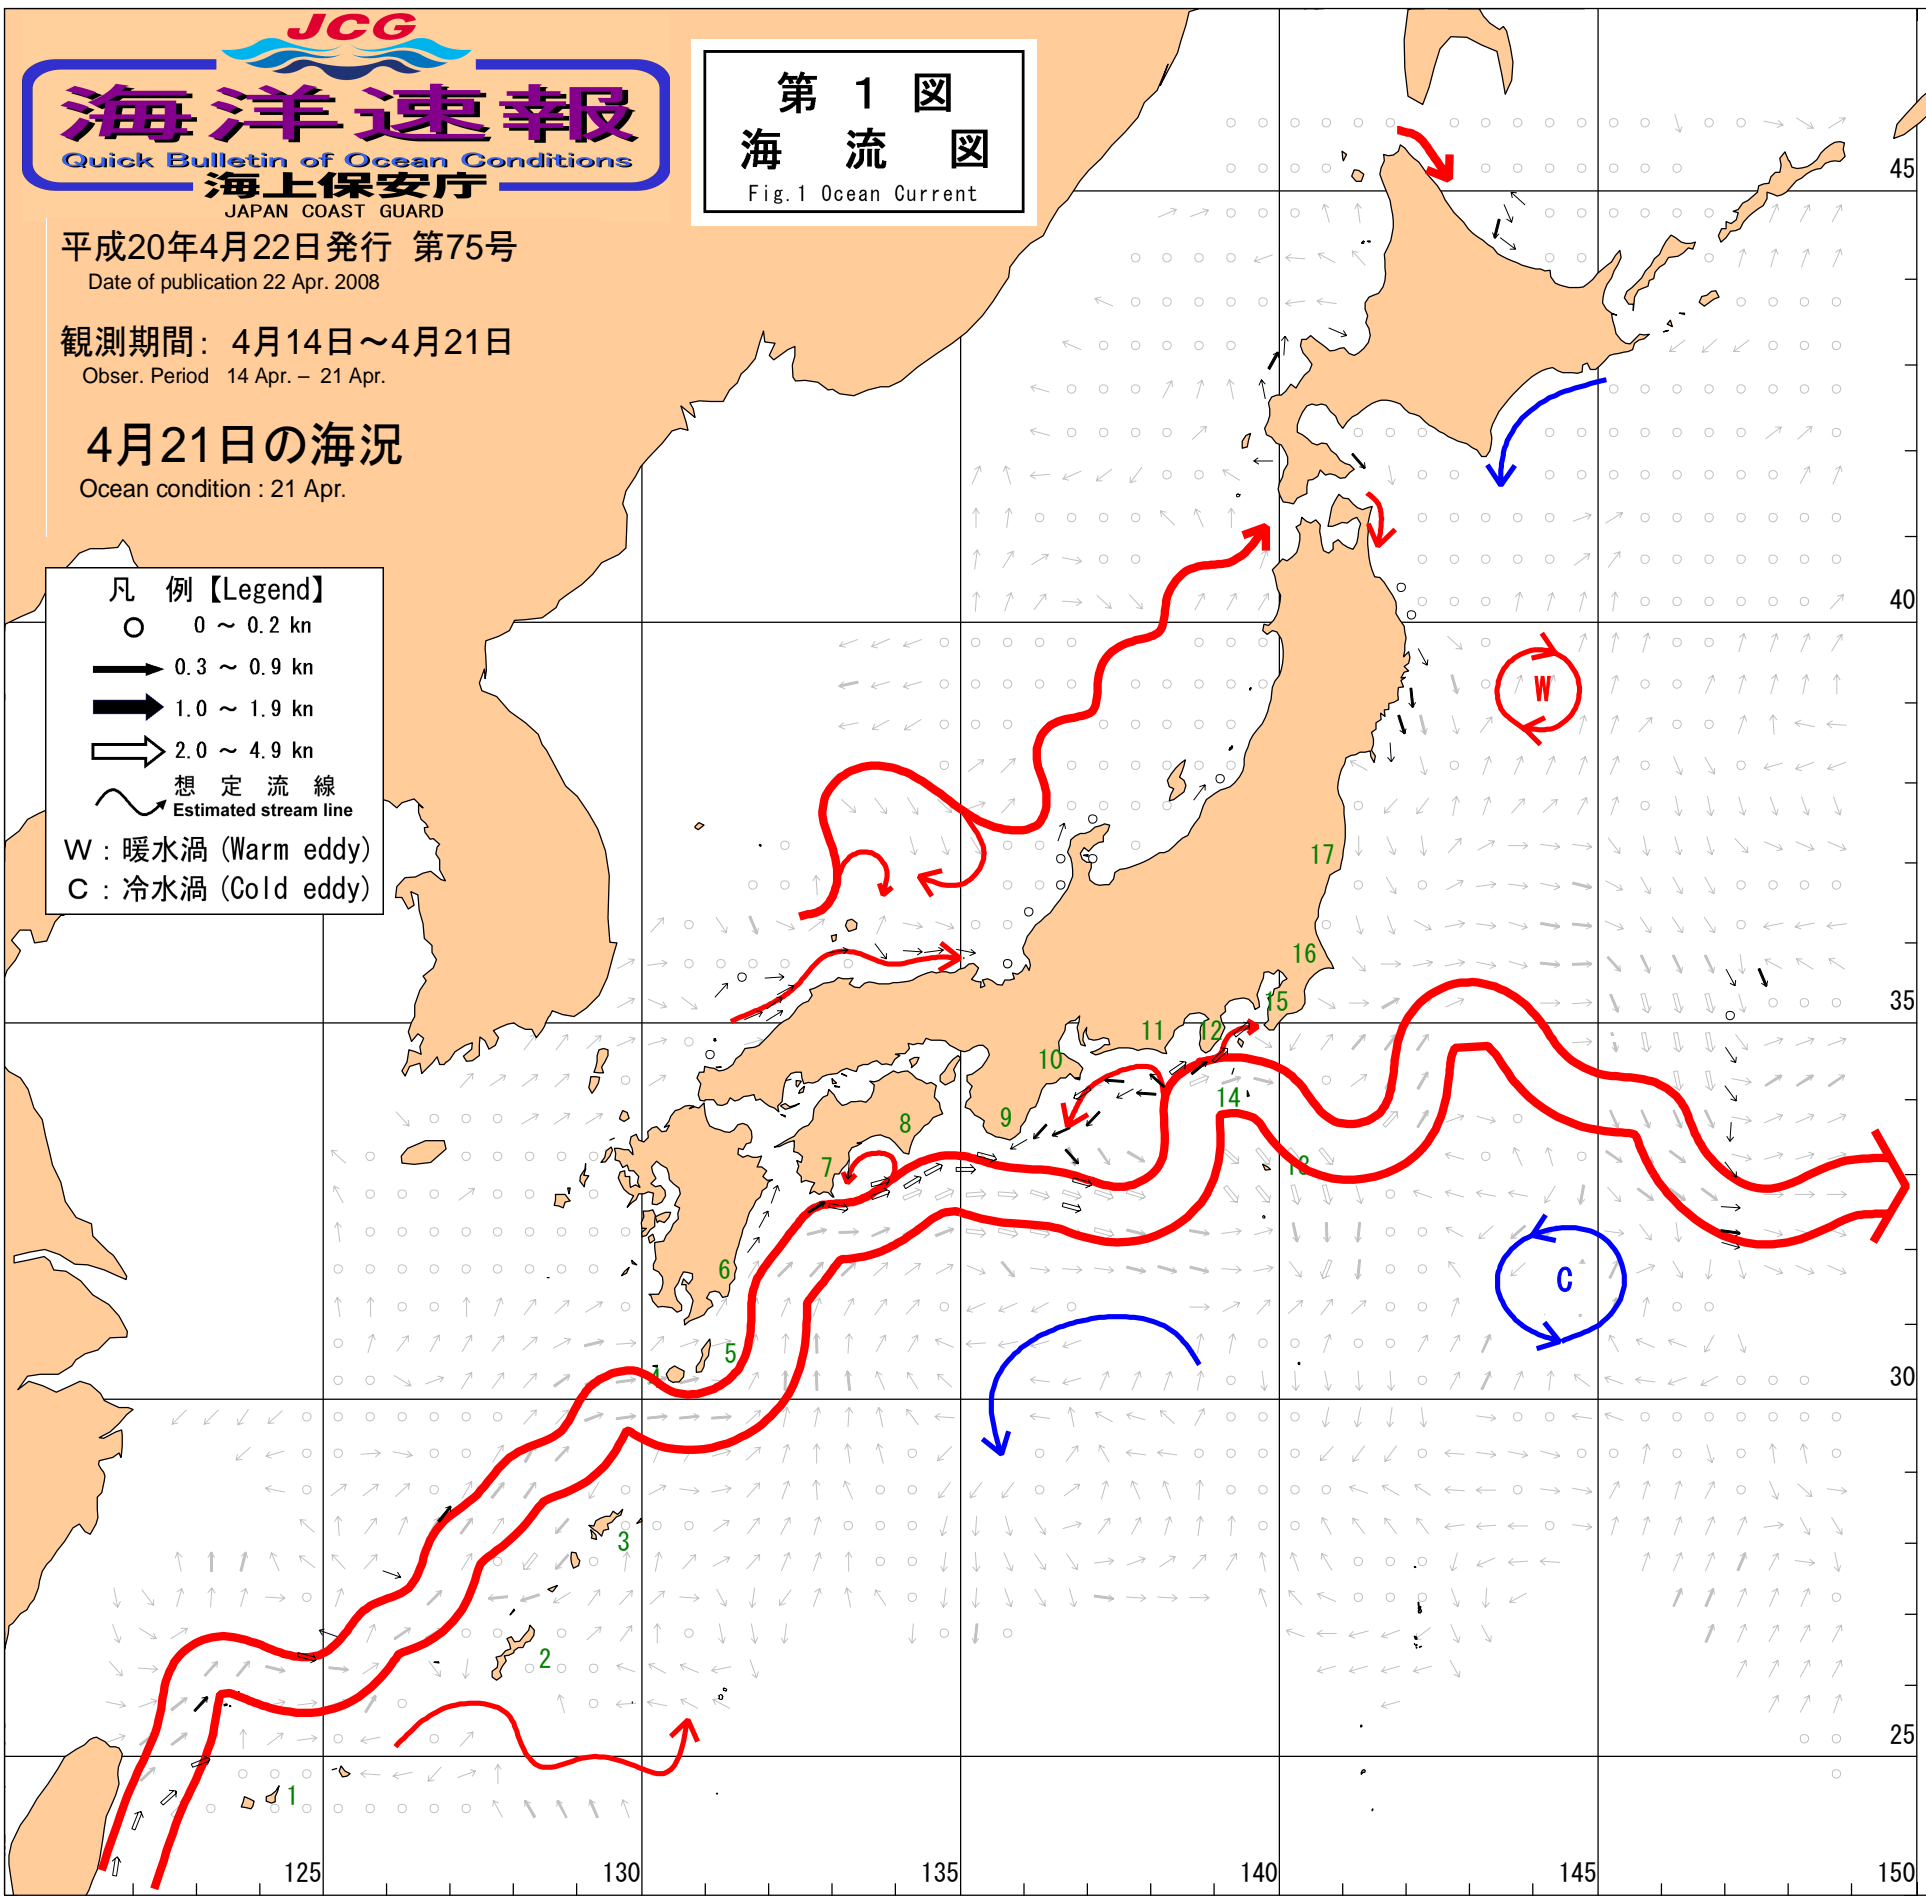 JCG
海洋速報
Quick Bulletin of Ocean Conditions
海上保安庁
JAPAN COAST GUARD
平成20年4月22日発行 第75号
Date of publication 22 Apr. 2008
観測期間: 4月14日～4月21日
Obser. Period 14 Apr. – 21 Apr.
4月21日の海況
Ocean condition : 21 Apr.
第 1 図
海 流 図
Fig.1 Ocean Current
凡 例【Legend】
0 ～ 0.2 kn
0.3 ～ 0.9 kn
1.0 ～ 1.9 kn
2.0 ～ 4.9 kn
想 定 流 線
Estimated stream line
W : 暖水渦 (Warm eddy)
C : 冷水渦 (Cold eddy)
45
40
W
17
16
35
15
12
11
10
14
9
8
13
7
6
C
5
4
30
3
2
25
1
125
130
135
140
145
150